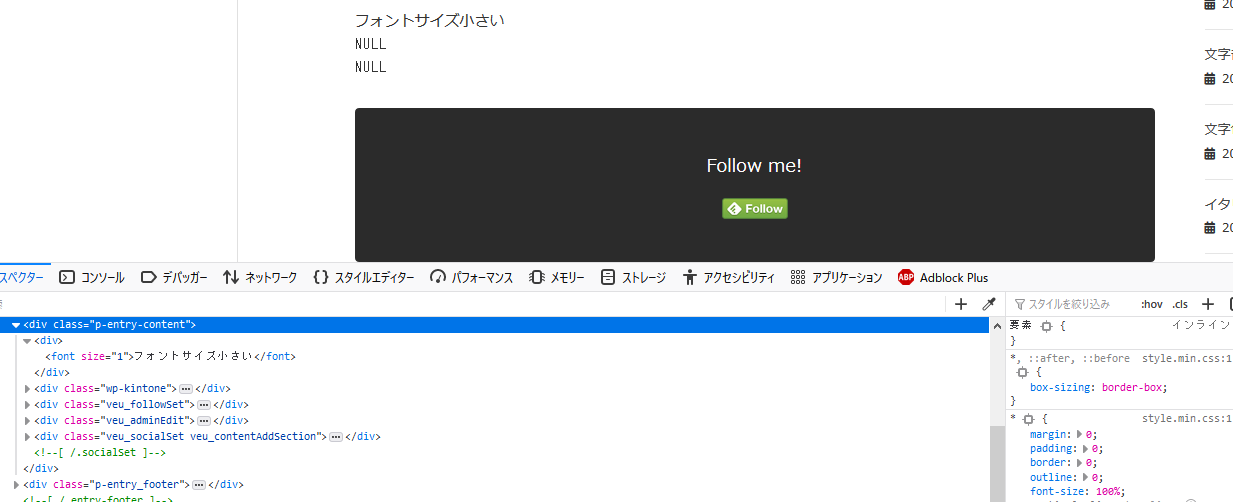 フォントサイズ小さい
NULL
NULL
Follow me!
Follow
20
文字
20
文字
20
イタ
20
スペクター コンソール デバッガー ネットワーク スタイルエディター パフォーマンス メモリー ストレージ アクセシビリティ アプリケーション ABP Adblock Plus
スタイルを絞り込み :hov .cls +
<div class="p-entry-content">
<div>
<font size="1">フォントサイズ小さい</font>
</div>
<div class="wp-kintone"></div>
<div class="veu_followSet"></div>
<div class="veu_adminEdit"></div>
<div class="veu_socialSet veu_contentAddSection"></div>
<!--[ /.socialSet ]-->
</div>
<div class="p-entry_footer"></div>
<!--[ /.entry-footer ]-->
要素 { インライン
}
*, ::after, ::before style.min.css:1
{
box-sizing: border-box;
}
* { style.min.css:1
margin: 0;
padding: 0;
border: 0;
outline: 0;
font-size: 100%;